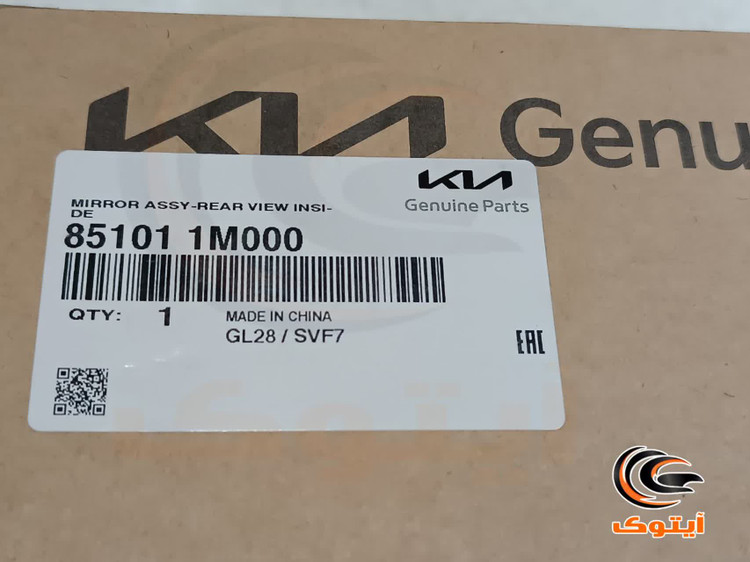 KIA Genu
KIA
Genuine Parts
MIRROR ASSY-REAR VIEW INSI-
DE
85101 1M000
QTY: 1
MADE IN CHINA
GL28 / SVF7
EAC
آیتوک